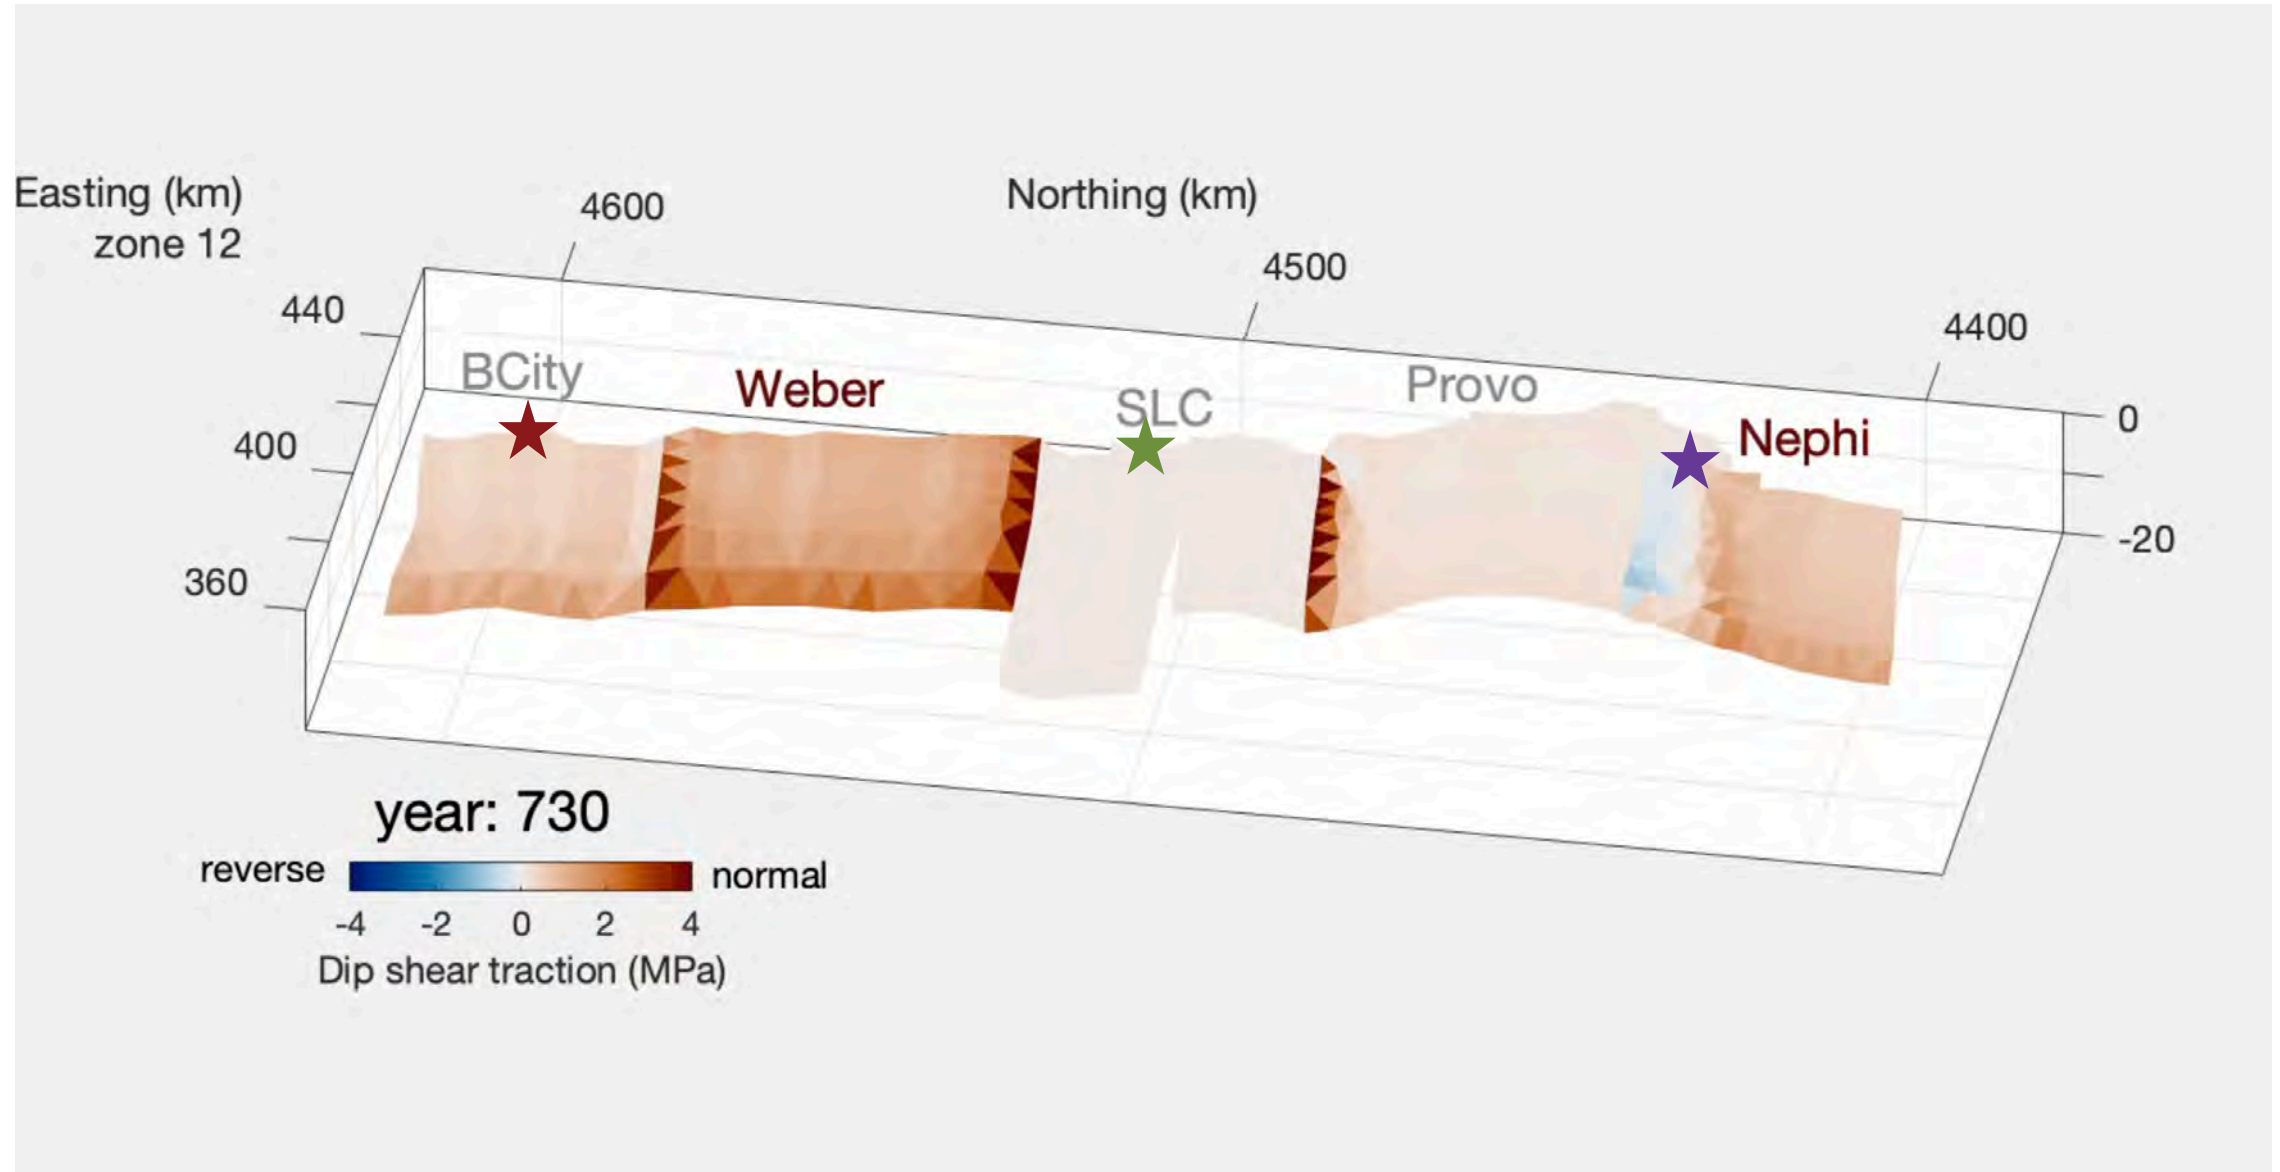 Easting (km)
zone 12
Northing (km)
4600
4500
4400
440
400
360
BCity
Weber
SLC
Provo
Nephi
0
-20
year: 730
reverse
normal
-4 -2 0 2 4
Dip shear traction (MPa)